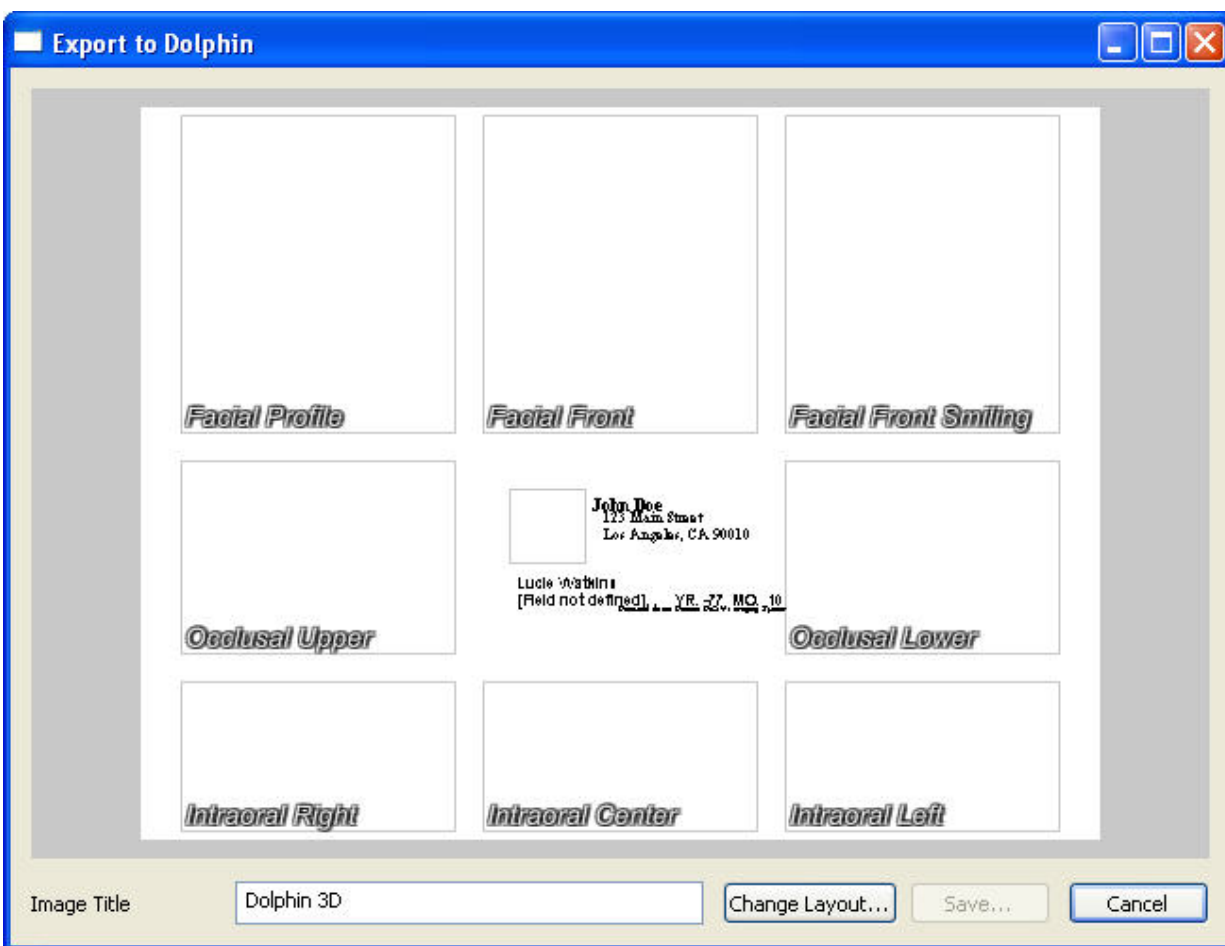 Export to Dolphin
Facial Profile
Facial Front
Facial Front Smiling
John Doe
123 Main Street
Los Angeles, CA 90010
Lucie Watkins
[Field not defined] YR. -77, MO. 10
Occlusal Upper
Occlusal Lower
Intraoral Right
Intraoral Center
Intraoral Left
Image Title
Dolphin 3D
Change Layout...
Save...
Cancel